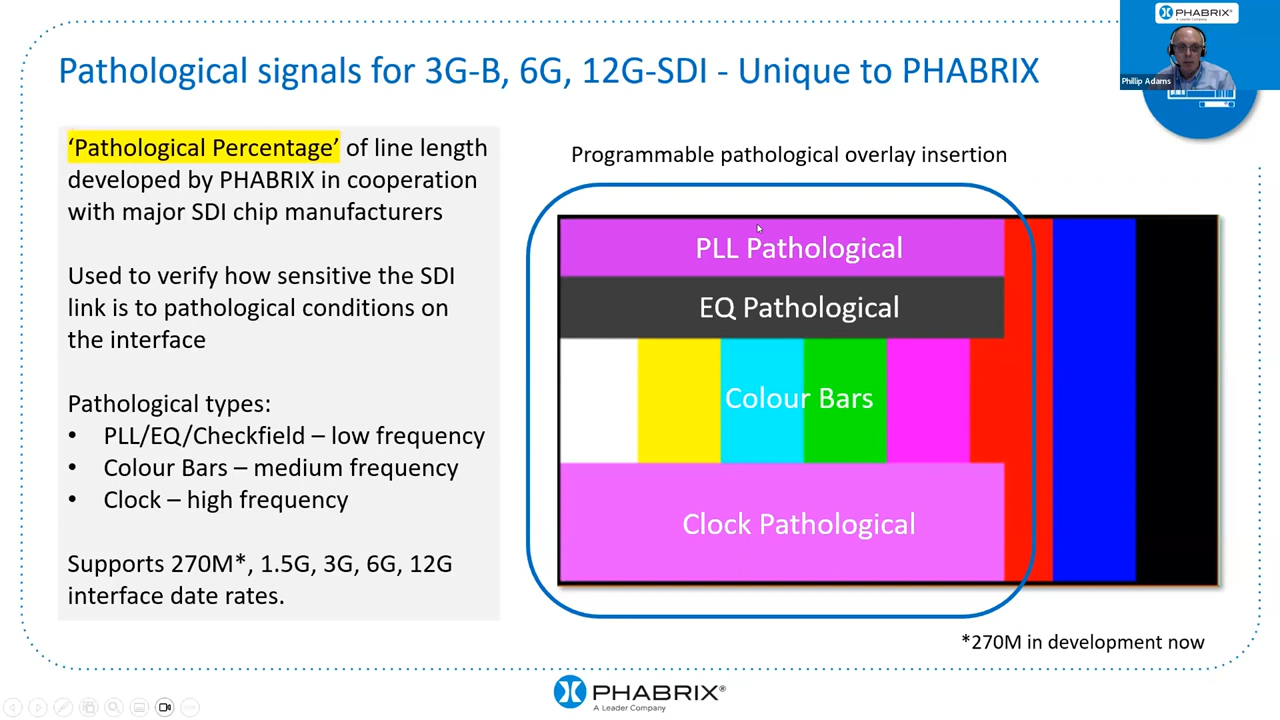 PHABRIX®
A Leader Company
Phillip Adams
Pathological signals for 3G-B, 6G, 12G-SDI - Unique to PHABRIX
‘Pathological Percentage’ of line length
developed by PHABRIX in cooperation
with major SDI chip manufacturers
Used to verify how sensitive the SDI
link is to pathological conditions on
the interface
Pathological types:
• PLL/EQ/Checkfield – low frequency
• Colour Bars – medium frequency
• Clock – high frequency
Supports 270M*, 1.5G, 3G, 6G, 12G
interface date rates.
Programmable pathological overlay insertion
PLL Pathological
EQ Pathological
Colour Bars
Clock Pathological
*270M in development now
PHABRIX®
A Leader Company